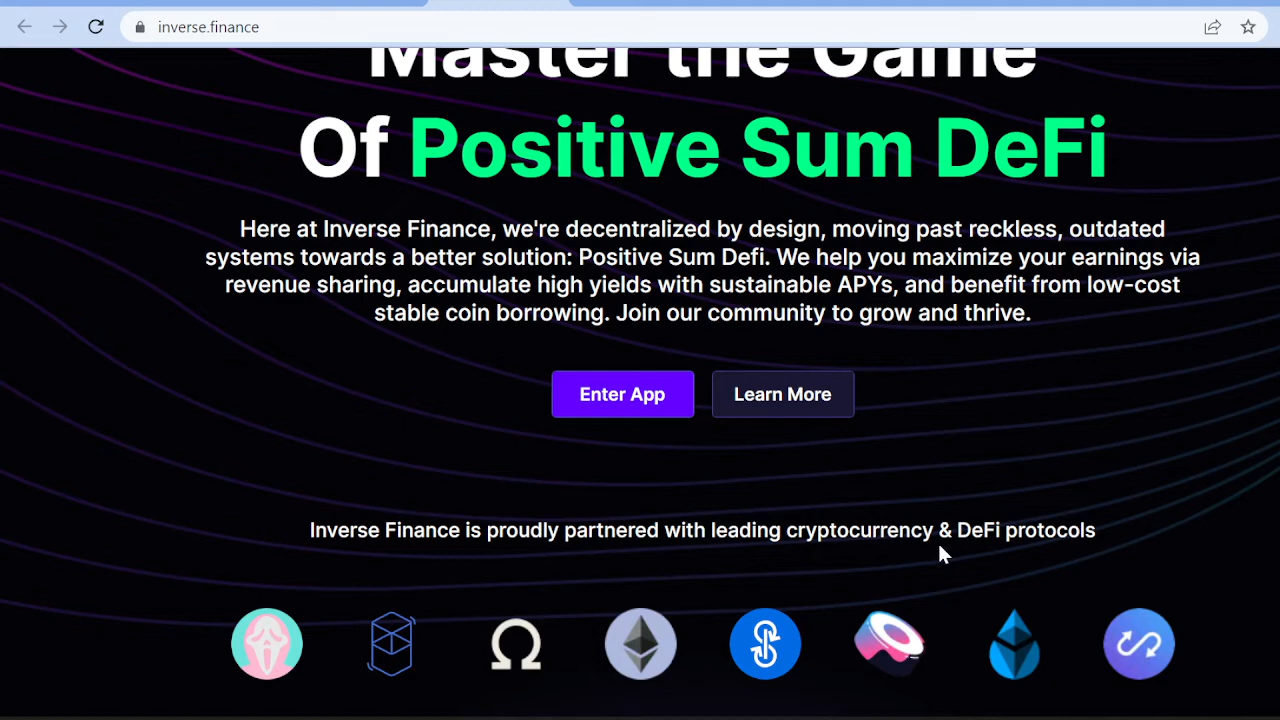 inverse.finance
Master the Game
Of Positive Sum DeFi
Here at Inverse Finance, we're decentralized by design, moving past reckless, outdated
systems towards a better solution: Positive Sum Defi. We help you maximize your earnings via
revenue sharing, accumulate high yields with sustainable APYs, and benefit from low-cost
stable coin borrowing. Join our community to grow and thrive.
Enter App
Learn More
Inverse Finance is proudly partnered with leading cryptocurrency & DeFi protocols